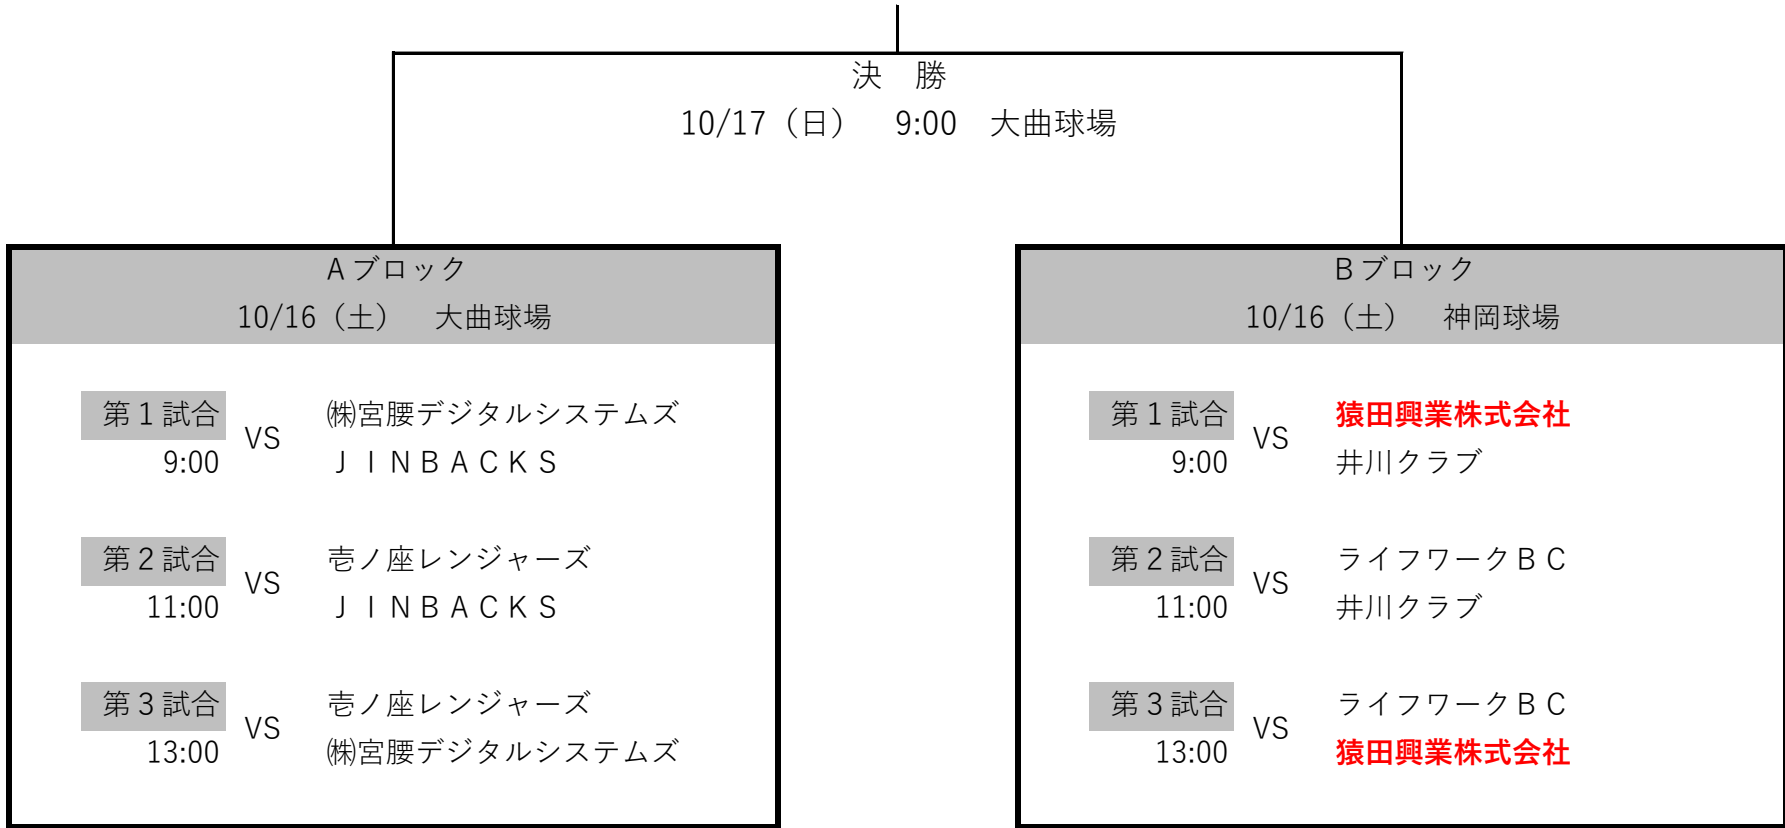 決　勝
10/17（日）　9:00　大曲球場
Aブロック
10/16（土）　大曲球場
第1試合
9:00
VS
㈱宮腰デジタルシステムズ
ＪＩＮＢＡＣＫＳ
第2試合
11:00
VS
壱ノ座レンジャーズ
ＪＩＮＢＡＣＫＳ
第3試合
13:00
VS
壱ノ座レンジャーズ
㈱宮腰デジタルシステムズ
Bブロック
10/16（土）　神岡球場
第1試合
9:00
VS
猿田興業株式会社
井川クラブ
第2試合
11:00
VS
ライフワークＢＣ
井川クラブ
第3試合
13:00
VS
ライフワークＢＣ
猿田興業株式会社